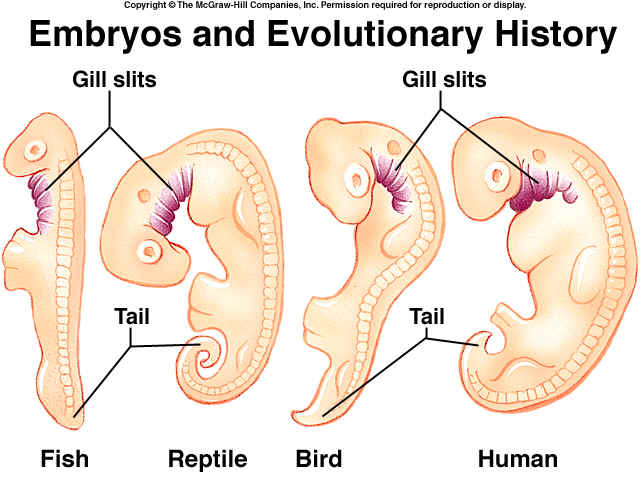 Copyright © The McGraw-Hill Companies, Inc. Permission required for reproduction or display.
Embryos and Evolutionary History
Gill slits
Gill slits
Tail
Tail
Fish
Reptile
Bird
Human